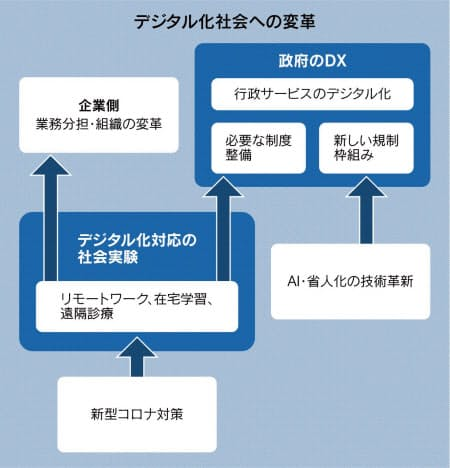 デジタル化社会への変革
政府のDX
行政サービスのデジタル化
必要な制度
整備
新しい規制
枠組み
企業側
業務分担・組織の変革
デジタル化対応の
社会実験
リモートワーク、在宅学習、
遠隔診療
AI・省人化の技術革新
新型コロナ対策